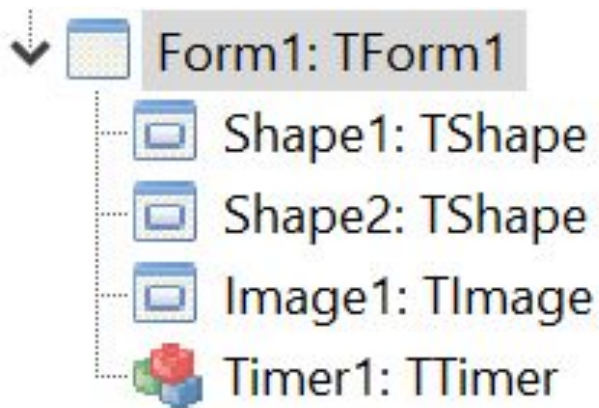 Form1: TForm1
Shape1: TShape
Shape2: TShape
Image1: TImage
Timer1: TTimer